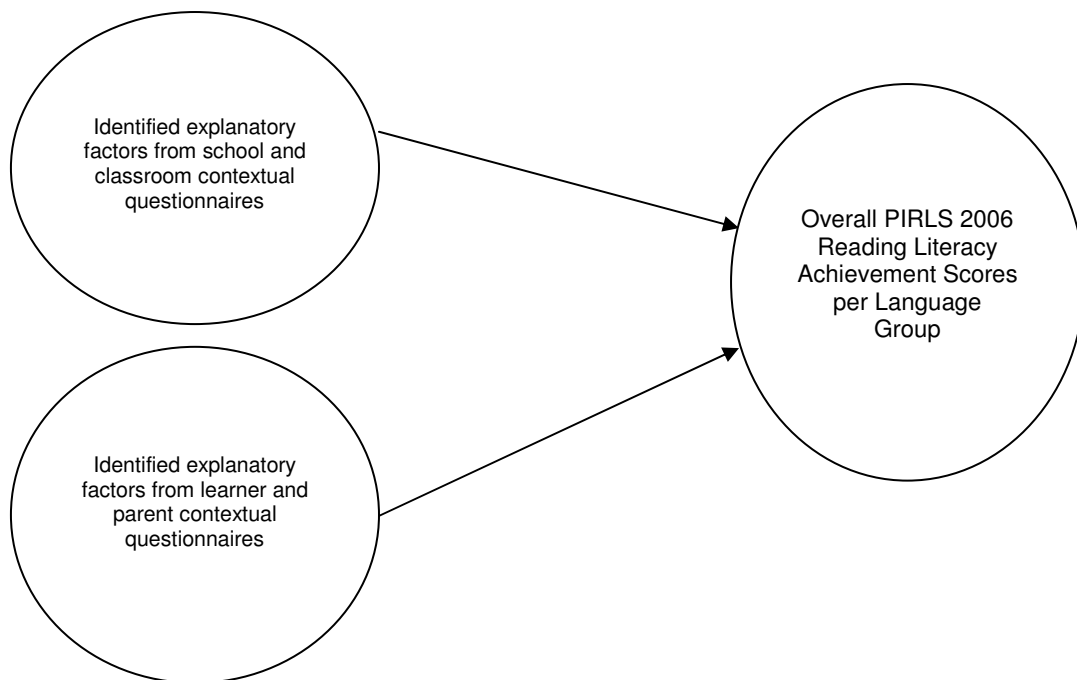 Identified explanatory
factors from school and
classroom contextual
questionnaires
Overall PIRLS 2006
Reading Literacy
Achievement Scores
per Language
Group
Identified explanatory
factors from learner and
parent contextual
questionnaires